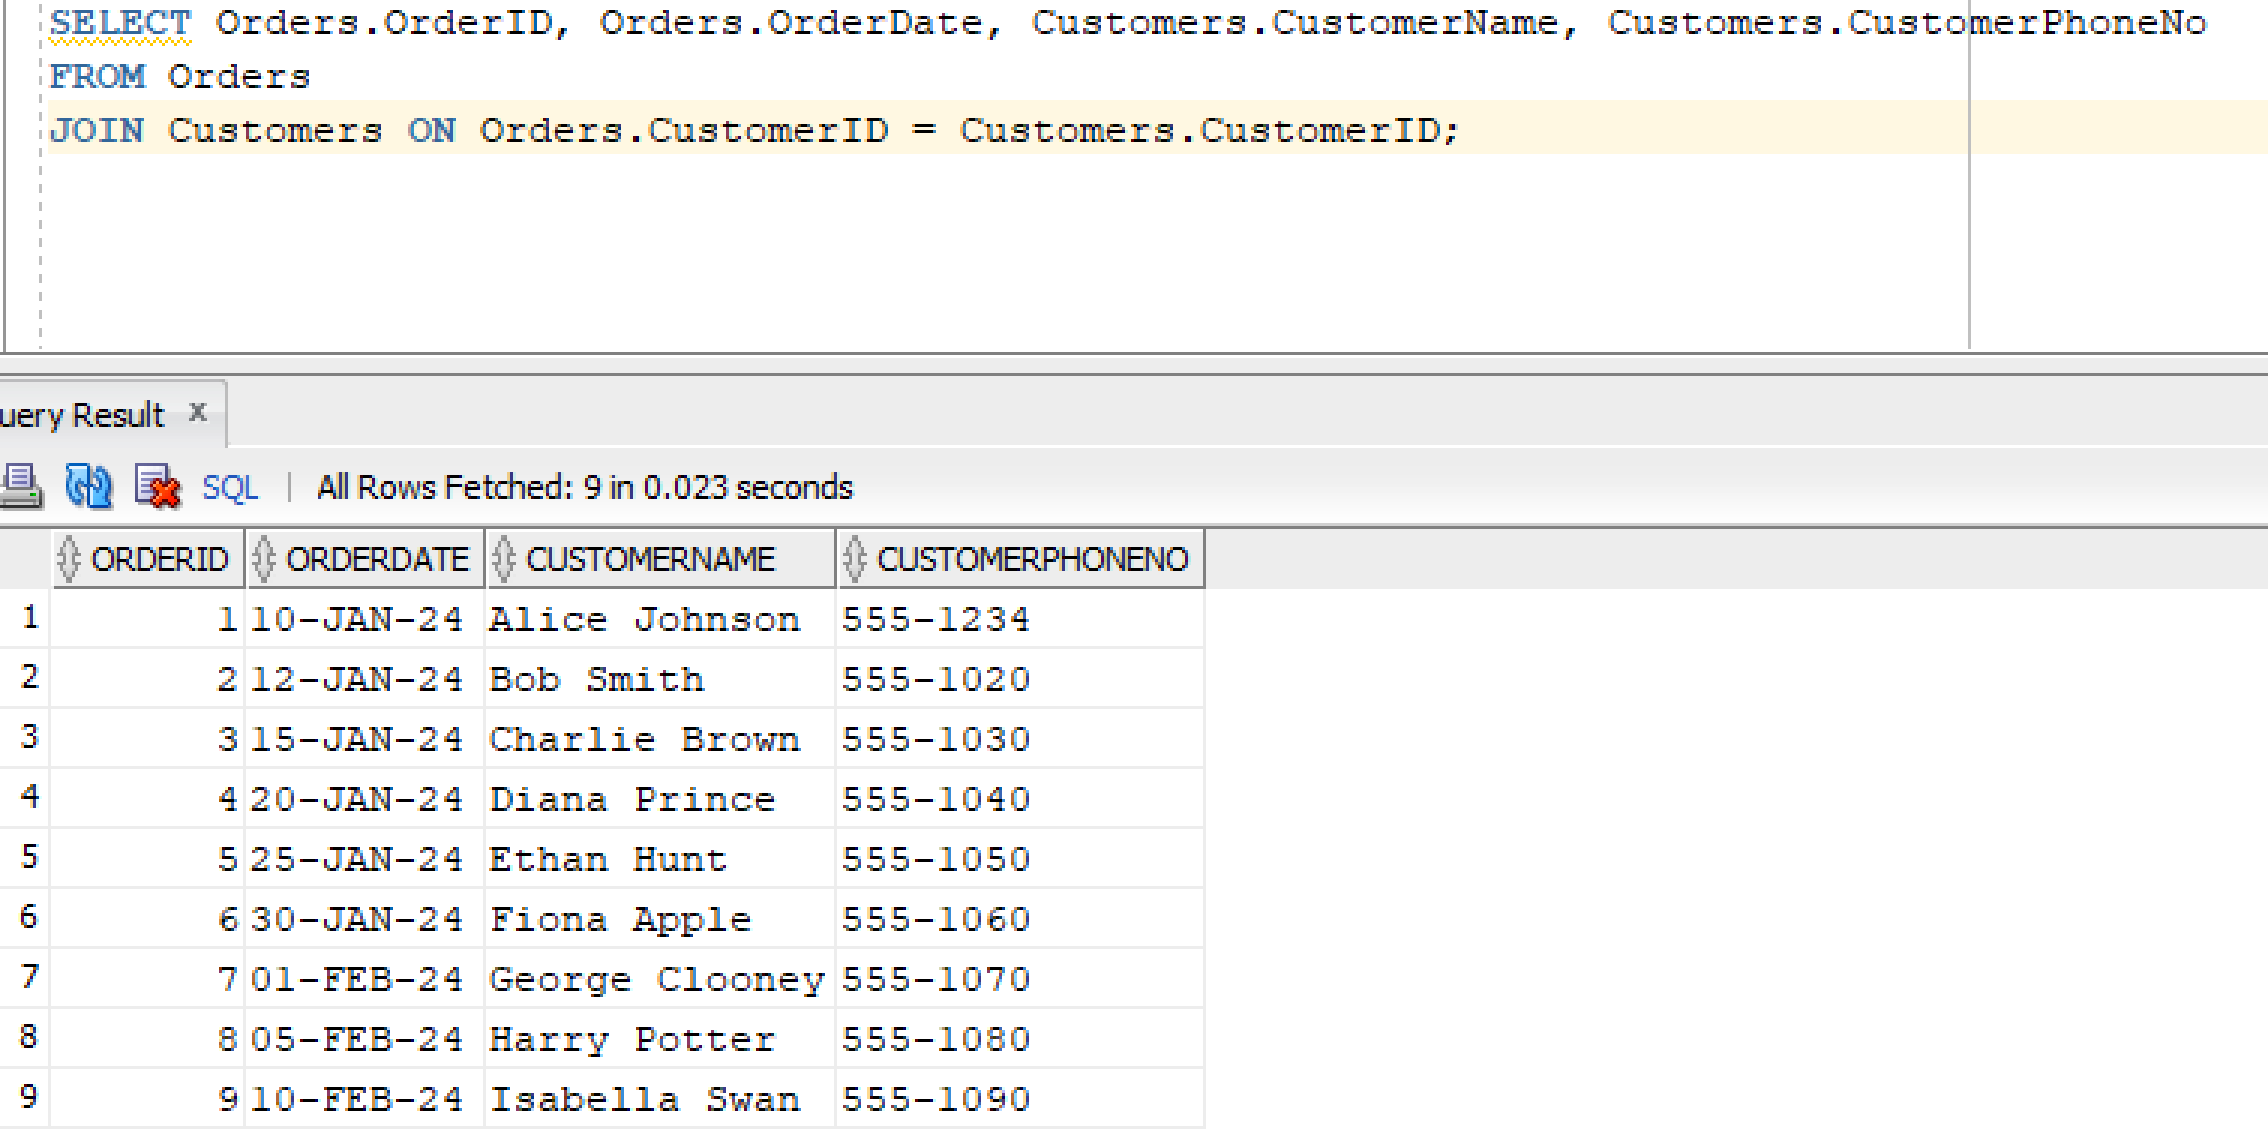 SELECT Orders.OrderID, Orders.OrderDate, Customers.CustomerName, Customers.CustomerPhoneNo
FROM Orders
JOIN Customers ON Orders.CustomerID = Customers.CustomerID;
uery Result x
SQL | All Rows Fetched: 9 in 0.023 seconds
ORDERID ORDERDATE CUSTOMERNAME CUSTOMERPHONENO
1 1 10-JAN-24 Alice Johnson 555-1234
2 2 12-JAN-24 Bob Smith 555-1020
3 3 15-JAN-24 Charlie Brown 555-1030
4 4 20-JAN-24 Diana Prince 555-1040
5 5 25-JAN-24 Ethan Hunt 555-1050
6 6 30-JAN-24 Fiona Apple 555-1060
7 7 01-FEB-24 George Clooney 555-1070
8 8 05-FEB-24 Harry Potter 555-1080
9 9 10-FEB-24 Isabella Swan 555-1090